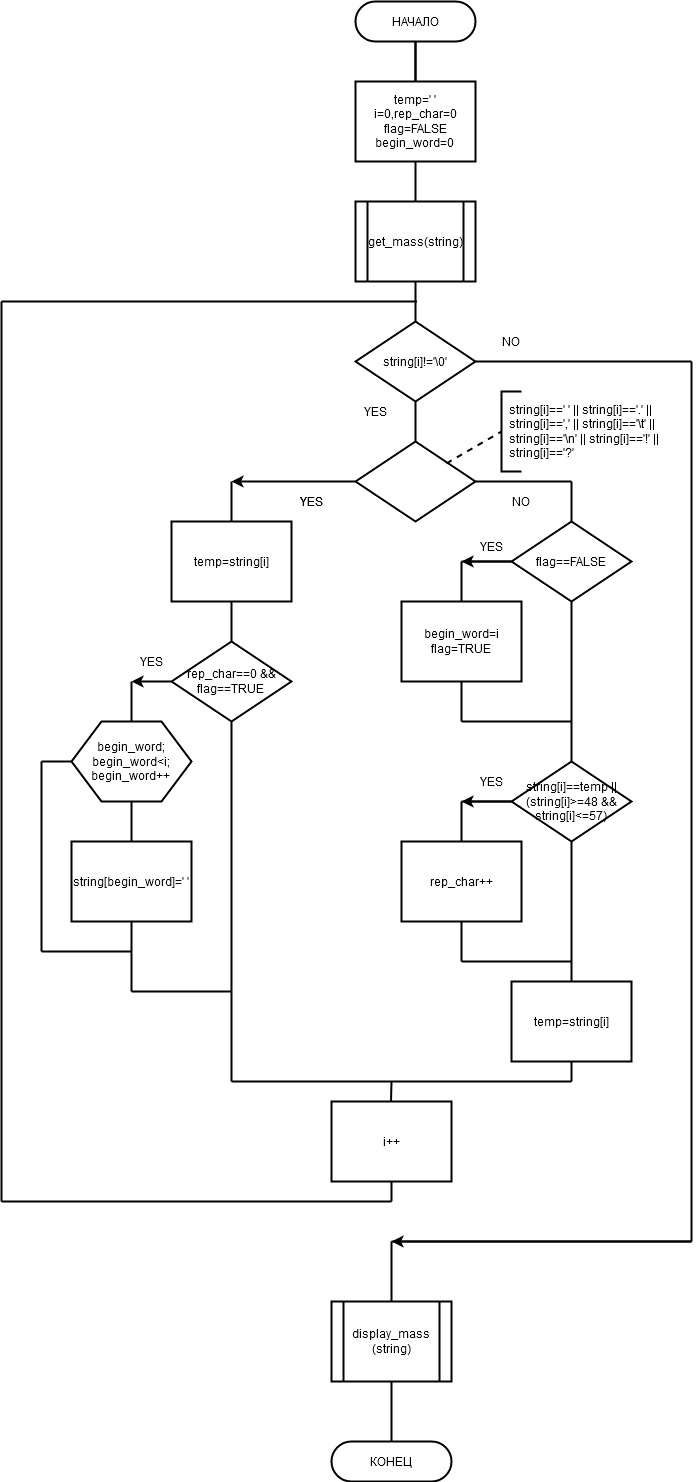 НАЧАЛО
temp=' '
i=0,rep_char=0
flag=FALSE
begin_word=0
get_mass(string)
string[i]!='\0'
NO
YES
string[i]==' ' || string[i]=='.' ||
string[i]==',' || string[i]=='\t' ||
string[i]=='\n' || string[i]=='!' ||
string[i]=='?'
YES
NO
temp=string[i]
YES
flag==FALSE
begin_word=i
flag=TRUE
YES
rep_char==0 &&
flag==TRUE
begin_word;
begin_word<i;
begin_word++
YES
string[i]==temp ||
(string[i]>=48 &&
string[i]<=57)
string[begin_word]=' '
rep_char++
temp=string[i]
i++
display_mass
(string)
КОНЕЦ